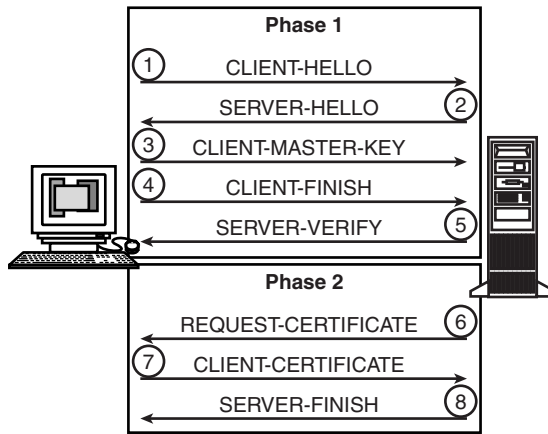 Phase 1
1 CLIENT-HELLO
SERVER-HELLO 2
3 CLIENT-MASTER-KEY
4 CLIENT-FINISH
SERVER-VERIFY 5
Phase 2
REQUEST-CERTIFICATE 6
7 CLIENT-CERTIFICATE
SERVER-FINISH 8